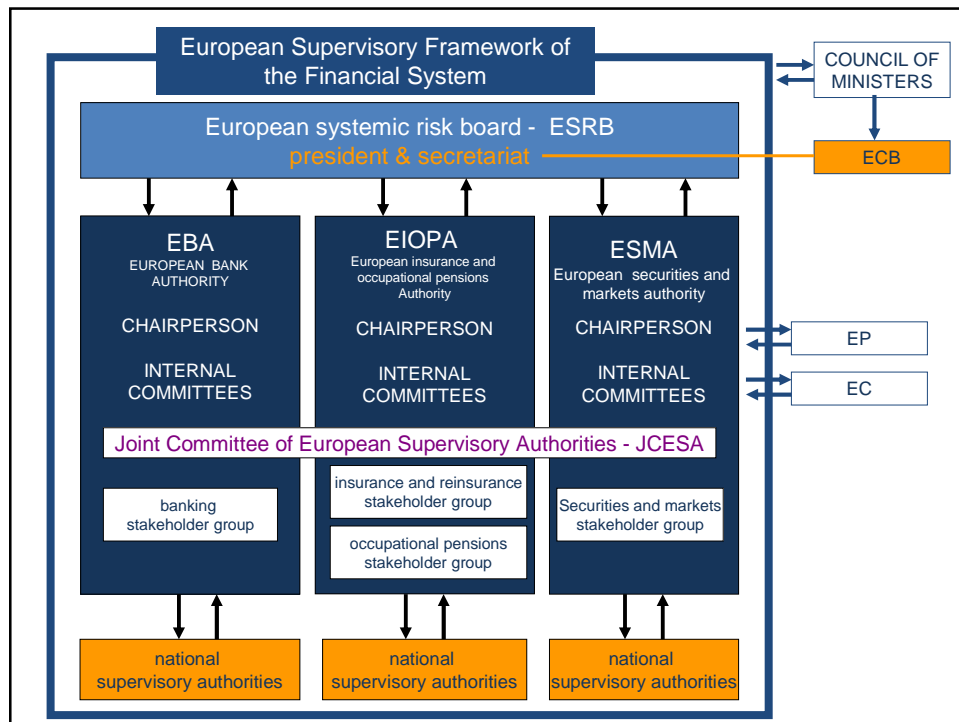 European Supervisory Framework of
the Financial System
COUNCIL OF
MINISTERS
European systemic risk board - ESRB
president & secretariat
ECB
EBA
EUROPEAN BANK
AUTHORITY
CHAIRPERSON
INTERNAL
COMMITTEES
EIOPA
European insurance and
occupational pensions
Authority
CHAIRPERSON
INTERNAL
COMMITTEES
ESMA
European securities and
markets authority
CHAIRPERSON
INTERNAL
COMMITTEES
EP
EC
Joint Committee of European Supervisory Authorities - JCESA
banking
stakeholder group
insurance and reinsurance
stakeholder group
occupational pensions
stakeholder group
Securities and markets
stakeholder group
national
supervisory authorities
national
supervisory authorities
national
supervisory authorities